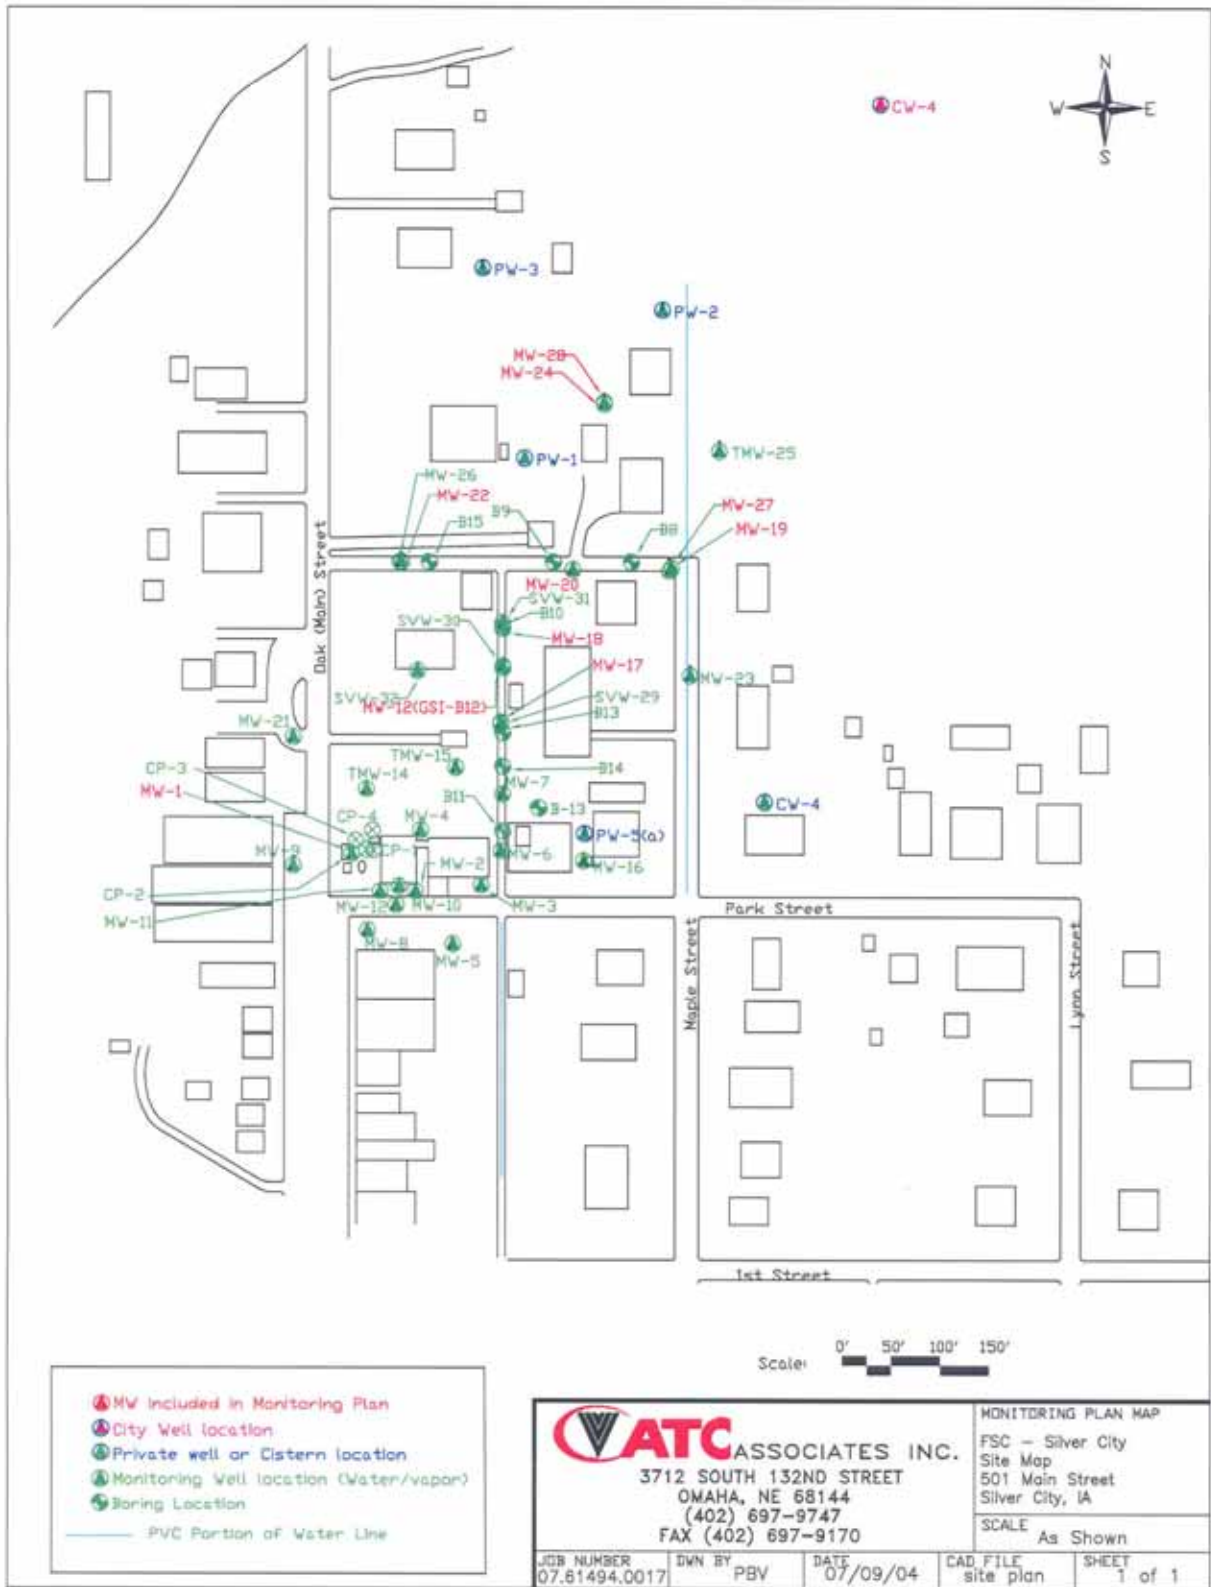 N
W
E
S
CW-4
PW-3
PW-2
MW-28
MW-24
PW-1
TMW-25
MW-26
MW-22
B9
B15
B8
MW-27
MW-19
Oak (Main) Street
MW-20
SVW-31
B10
SVW-30
MW-18
MW-17
MW-23
SVW-32
MW-12(GSI-B12)
SVW-29
B13
MW-21
CP-3
TMW-15
B14
TMW-14
MW-7
MW-1
CP-4
MW-4
B11
B-13
CW-4
PW-5(a)
MW-9
MW-2
MW-6
MW-16
CP-2
MW-11
MW-12
MW-10
MW-3
Park Street
MW-8
MW-5
Maple Street
Lynn Street
1st Street
0' 50' 100' 150'
Scale:
MW Included in Monitoring Plan
City Well location
Private well or Cistern location
Monitoring Well location (Water/vapor)
Boring Location
PVC Portion of Water Line
ATC ASSOCIATES INC.
3712 SOUTH 132ND STREET
OMAHA, NE 68144
(402) 697-9747
FAX (402) 697-9170
MONITORING PLAN MAP
FSC - Silver City
Site Map
501 Main Street
Silver City, IA
SCALE
As Shown
JOB NUMBER
07.61494.0017
DWN BY
PBV
DATE
07/09/04
CAD FILE
site plan
SHEET
1 of 1